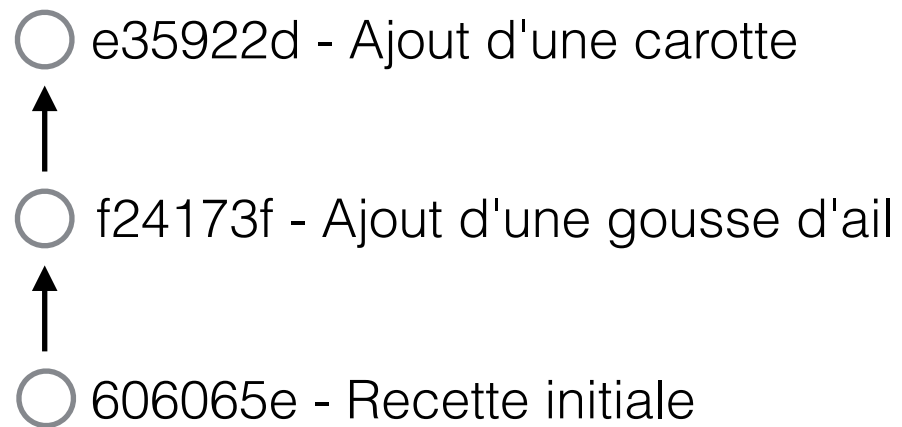 e35922d - Ajout d'une carotte
f24173f - Ajout d'une gousse d'ail
606065e - Recette initiale